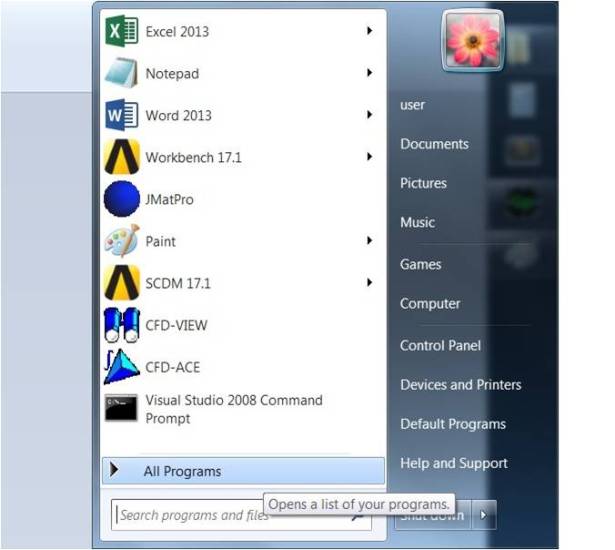 Excel 2013
Notepad
Word 2013
Workbench 17.1
JMatPro
Paint
SCDM 17.1
CFD-VIEW
CFD-ACE
Visual Studio 2008 Command
Prompt
All Programs
Search programs and files
Opens a list of your programs.
user
Documents
Pictures
Music
Games
Computer
Control Panel
Devices and Printers
Default Programs
Help and Support
Shut down